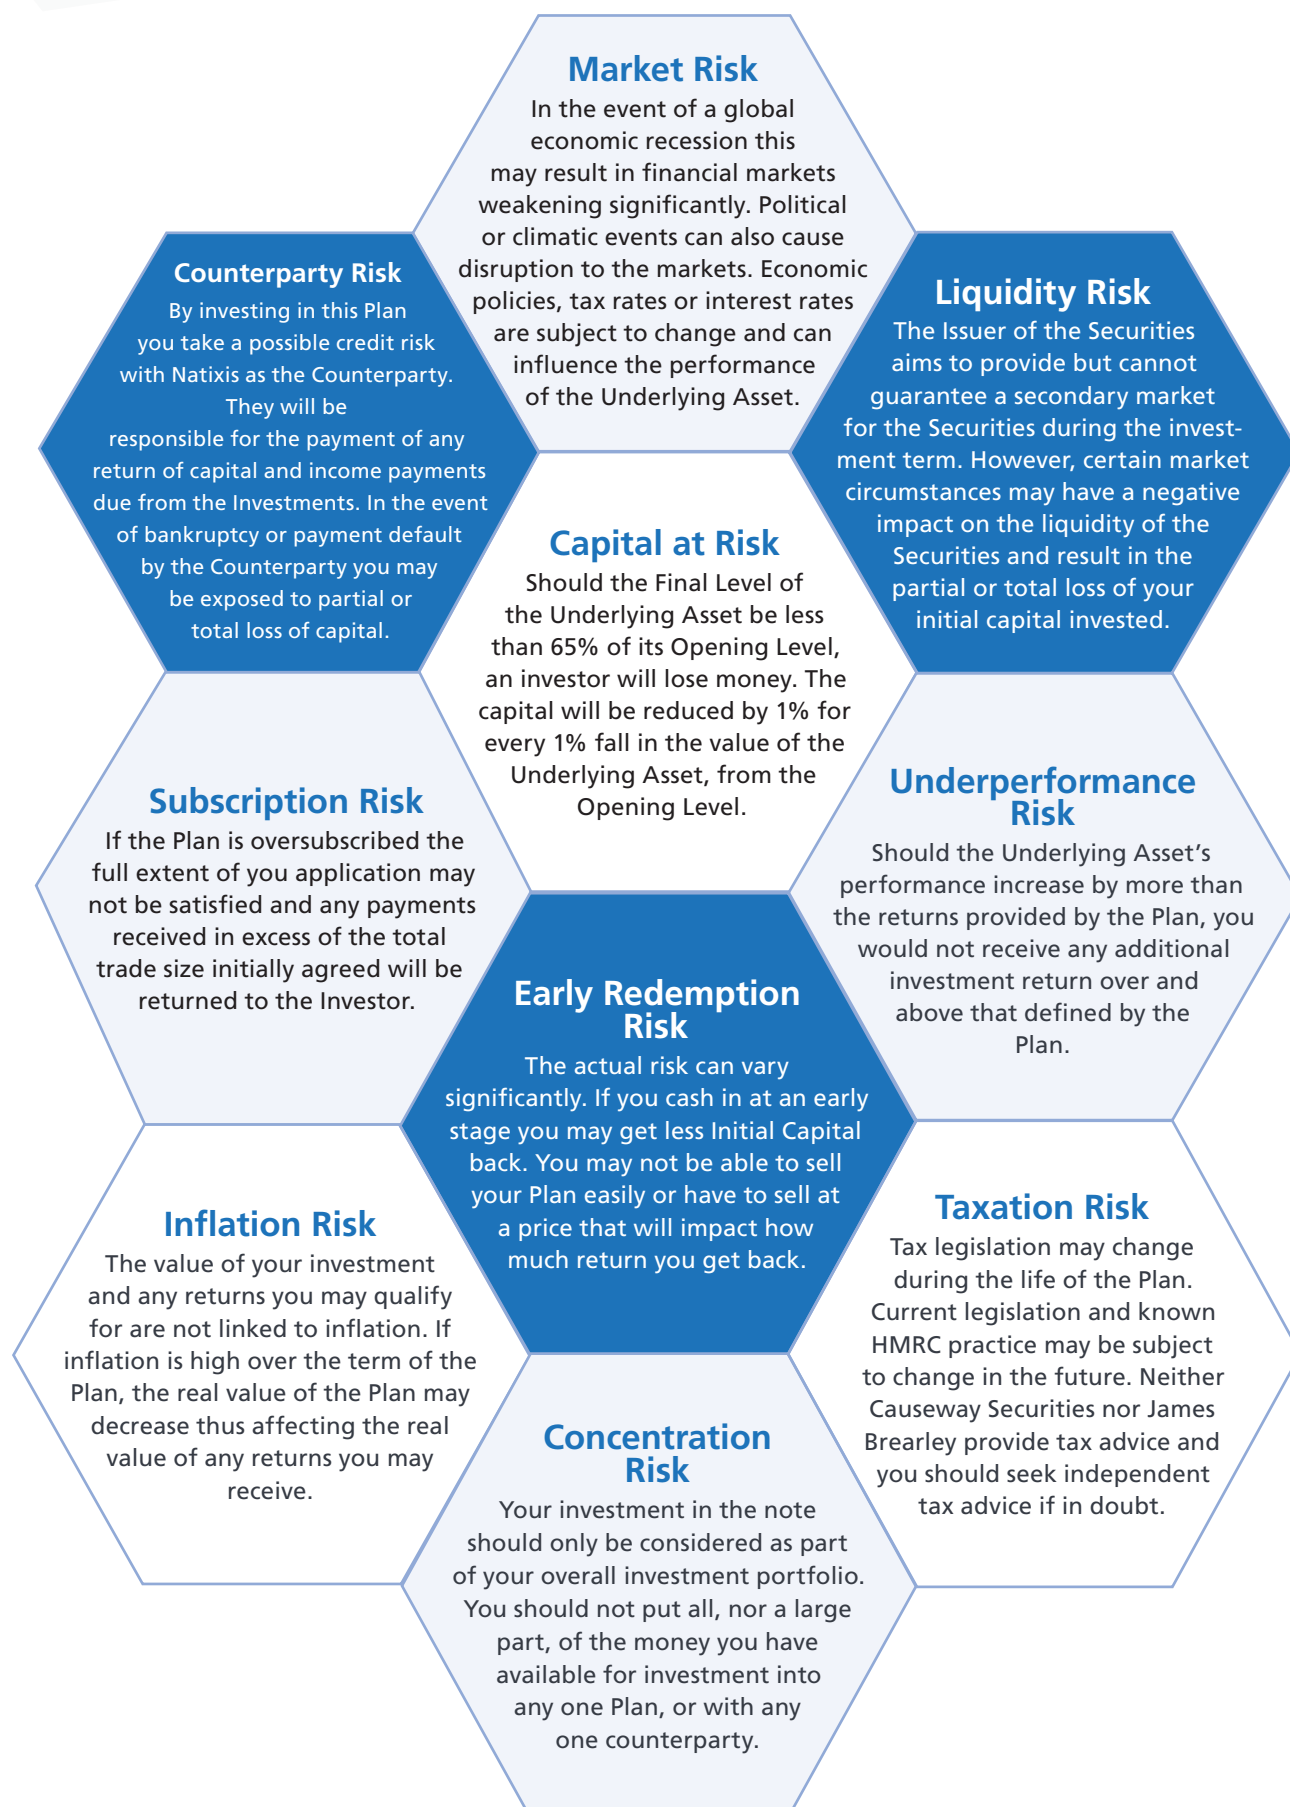 Market Risk
In the event of a global
economic recession this
may result in financial markets
weakening significantly. Political
or climatic events can also cause
disruption to the markets. Economic
policies, tax rates or interest rates
are subject to change and can
influence the performance
of the Underlying Asset.
Counterparty Risk
By investing in this Plan
you take a possible credit risk
with Natixis as the Counterparty.
They will be
responsible for the payment of any
return of capital and income payments
due from the Investments. In the event
of bankruptcy or payment default
by the Counterparty you may
be exposed to partial or
total loss of capital.
Liquidity Risk
The Issuer of the Securities
aims to provide but cannot
guarantee a secondary market
for the Securities during the invest-
ment term. However, certain market
circumstances may have a negative
impact on the liquidity of the
Securities and result in the
partial or total loss of your
initial capital invested.
Capital at Risk
Should the Final Level of
the Underlying Asset be less
than 65% of its Opening Level,
an investor will lose money. The
capital will be reduced by 1% for
every 1% fall in the value of the
Underlying Asset, from the
Opening Level.
Subscription Risk
If the Plan is oversubscribed the
full extent of you application may
not be satisfied and any payments
received in excess of the total
trade size initially agreed will be
returned to the Investor.
Underperformance
Risk
Should the Underlying Asset's
performance increase by more than
the returns provided by the Plan, you
would not receive any additional
investment return over and
above that defined by the
Plan.
Early Redemption
Risk
The actual risk can vary
significantly. If you cash in at an early
stage you may get less Initial Capital
back. You may not be able to sell
your Plan easily or have to sell at
a price that will impact how
much return you get back.
Inflation Risk
The value of your investment
and any returns you may qualify
for are not linked to inflation. If
inflation is high over the term of the
Plan, the real value of the Plan may
decrease thus affecting the real
value of any returns you may
receive.
Taxation Risk
Tax legislation may change
during the life of the Plan.
Current legislation and known
HMRC practice may be subject
to change in the future. Neither
Causeway Securities nor James
Brearley provide tax advice and
you should seek independent
tax advice if in doubt.
Concentration
Risk
Your investment in the note
should only be considered as part
of your overall investment portfolio.
You should not put all, nor a large
part, of the money you have
available for investment into
any one Plan, or with any
one counterparty.